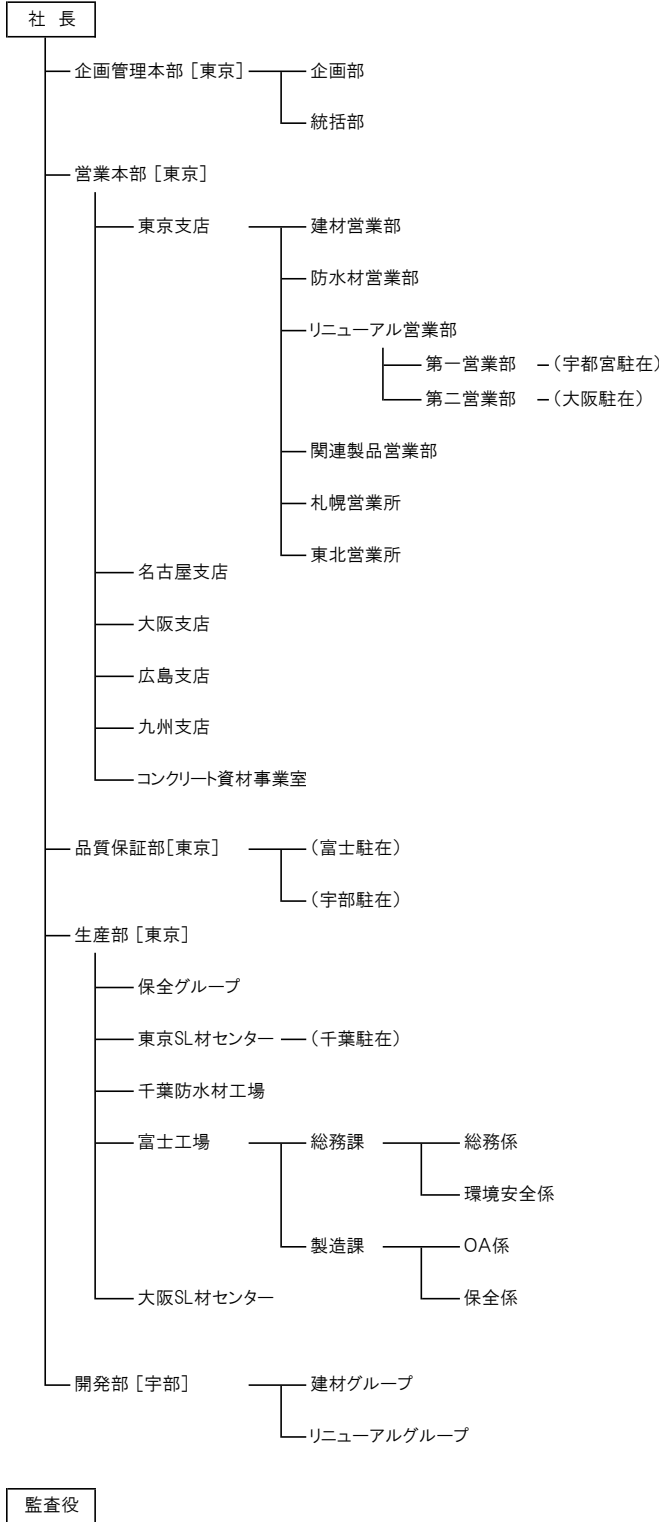 社 長
企画管理本部 [東京] 企画部
統括部
営業本部 [東京]
東京支店 建材営業部
防水材営業部
リニューアル営業部
第一営業部 －(宇都宮駐在)
第二営業部 －(大阪駐在)
関連製品営業部
札幌営業所
東北営業所
名古屋支店
大阪支店
広島支店
九州支店
コンクリート資材事業室
品質保証部[東京] (富士駐在)
(宇部駐在)
生産部 [東京]
保全グループ
東京SL材センター (千葉駐在)
千葉防水材工場
富士工場 総務課 総務係
環境安全係
製造課 OA係
保全係
大阪SL材センター
開発部 [宇部] 建材グループ
リニューアルグループ
監査役